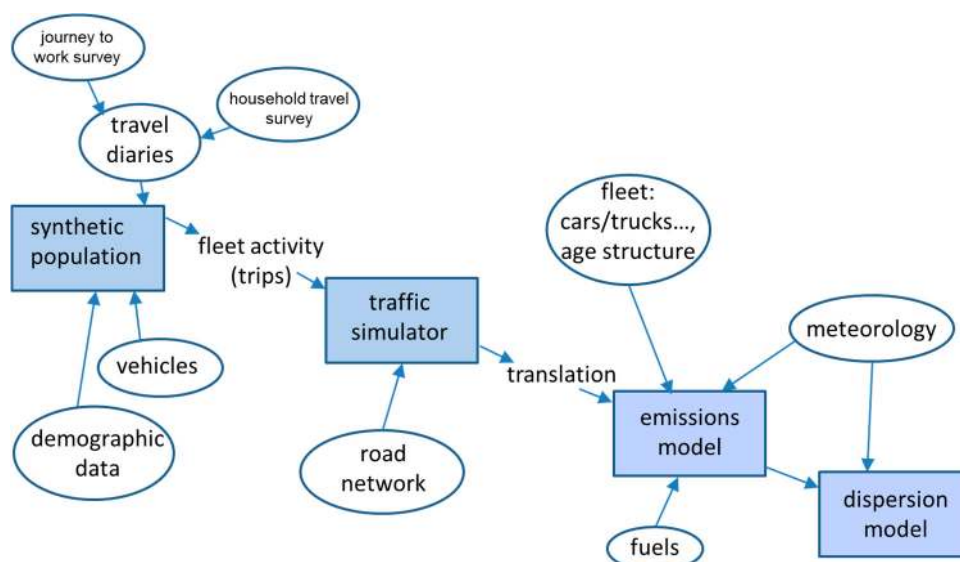 journey to
work survey
household travel
survey
travel
diaries
synthetic
population
fleet activity
(trips)
vehicles
demographic
data
traffic
simulator
road
network
translation
fleet:
cars/trucks...,
age structure
meteorology
emissions
model
fuels
dispersion
model